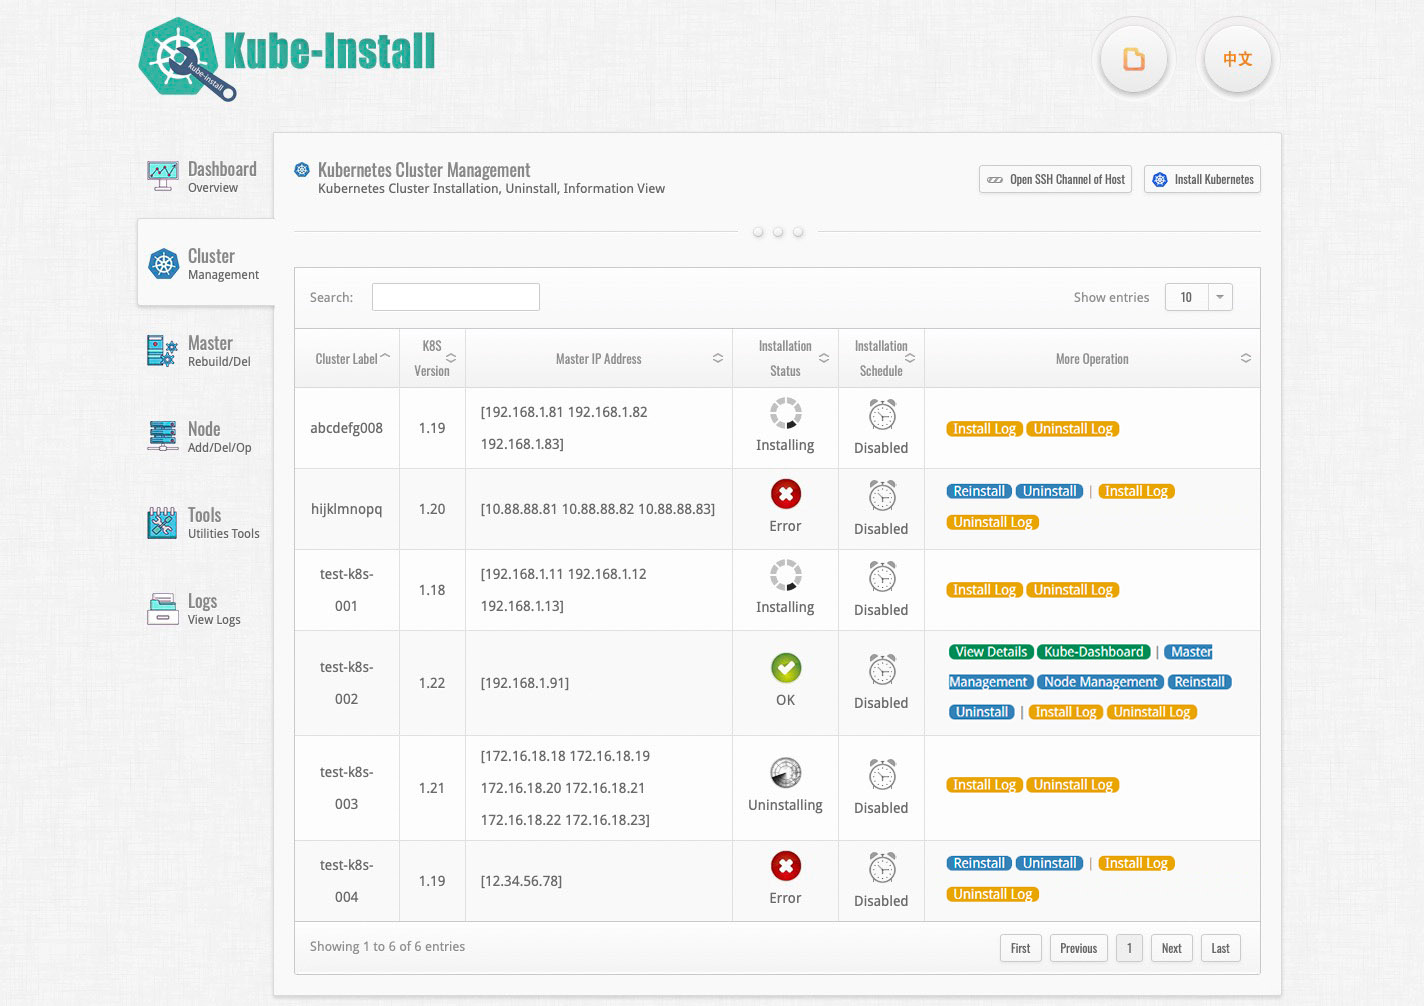 kube-install
Kube-Install
中文
Dashboard
Overview
Cluster
Management
Master
Rebuild/Del
Node
Add/Del/Op
Tools
Utilities Tools
Logs
View Logs
Kubernetes Cluster Management
Kubernetes Cluster Installation, Uninstall, Information View
Open SSH Channel of Host
Install Kubernetes
Search:
Show entries 10
Cluster Label
K8S
Version
Master IP Address
Installation
Status
Installation
Schedule
More Operation
abcdefg008
1.19
[192.168.1.81 192.168.1.82
192.168.1.83]
Installing
Disabled
Install Log Uninstall Log
hijklmnopq
1.20
[10.88.88.81 10.88.88.82 10.88.88.83]
Error
Disabled
Reinstall Uninstall | Install Log
Uninstall Log
test-k8s-
001
1.18
[192.168.1.11 192.168.1.12
192.168.1.13]
Installing
Disabled
Install Log Uninstall Log
test-k8s-
002
1.22
[192.168.1.91]
OK
Disabled
View Details Kube-Dashboard | Master
Management Node Management Reinstall
Uninstall | Install Log Uninstall Log
test-k8s-
003
1.21
[172.16.18.18 172.16.18.19
172.16.18.20 172.16.18.21
172.16.18.22 172.16.18.23]
Uninstalling
Disabled
Install Log Uninstall Log
test-k8s-
004
1.19
[12.34.56.78]
Error
Disabled
Reinstall Uninstall | Install Log
Uninstall Log
Showing 1 to 6 of 6 entries
First Previous 1 Next Last